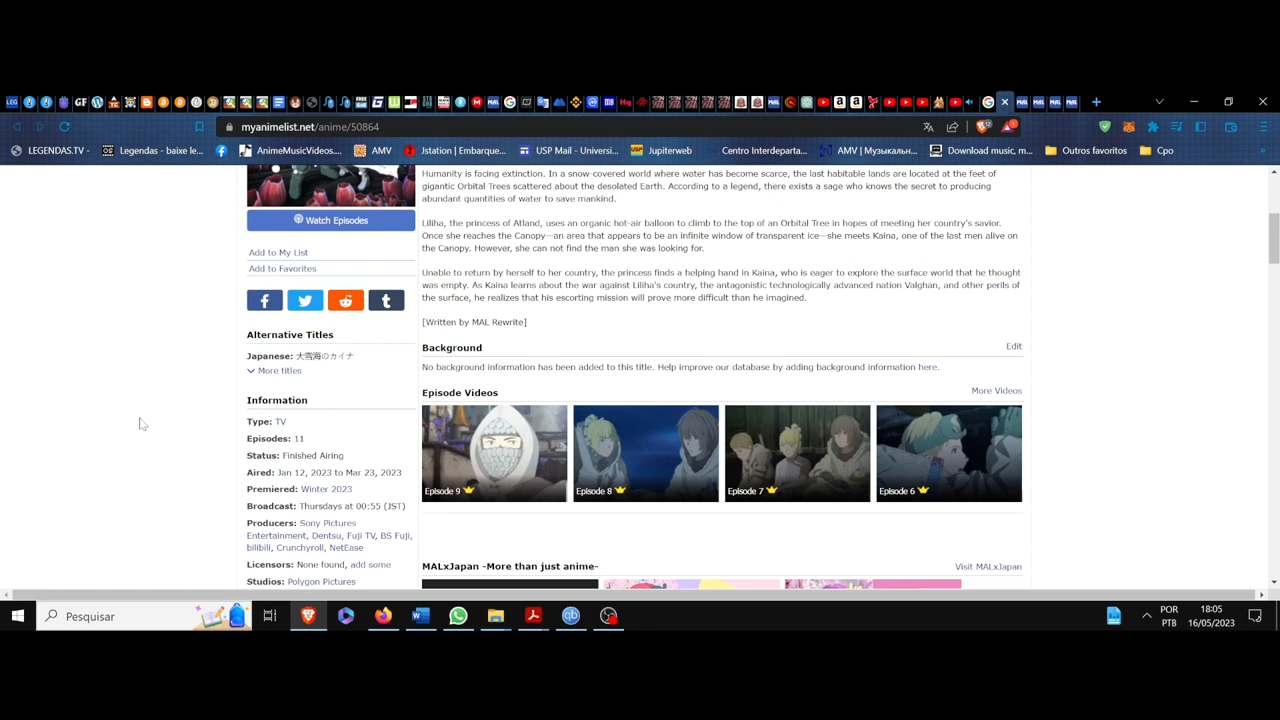 myanimelist.net/anime/50864
LEGENDAS.TV - Legendas - baixe le... AnimeMusicVideos.... AMV Jstation | Embarque... USP Mail - Universi... Jupiterweb Centro Interdeparta... AMV | Музыкальн... Download music, m... Outros favoritos Cpo
Humanity is facing extinction. In a snow-covered world where water has become scarce, the last habitable lands are located at the feet of
gigantic Orbital Trees scattered about the desolated Earth. According to a legend, there exists a sage who knows the secret to producing
abundant quantities of water to save mankind.
Liliha, the princess of Atland, uses an organic hot-air balloon to climb to the top of an Orbital Tree in hopes of meeting her country's savior.
Once she reaches the Canopy—an area that appears to be an infinite window of transparent ice—she meets Kaina, one of the last men alive on
the Canopy. However, she can not find the man she was looking for.
Unable to return by herself to her country, the princess finds a helping hand in Kaina, who is eager to explore the surface world that he thought
was empty. As Kaina learns about the war against Liliha's country, the antagonistic technologically advanced nation Valghan, and other perils of
the surface, he realizes that his escorting mission will prove more difficult than he imagined.
[Written by MAL Rewrite]
Background Edit
No background information has been added to this title. Help improve our database by adding background information here.
Episode Videos More Videos
Episode 9 Episode 8 Episode 7 Episode 6
MALxJapan -More than just anime- Visit MALxJapan
Watch Episodes
Add to My List
Add to Favorites
Alternative Titles
Japanese: 大雪海のカイナ
More titles
Information
Type: TV
Episodes: 11
Status: Finished Airing
Aired: Jan 12, 2023 to Mar 23, 2023
Premiered: Winter 2023
Broadcast: Thursdays at 00:55 (JST)
Producers: Sony Pictures
Entertainment, Dentsu, Fuji TV, BS Fuji,
bilibili, Crunchyroll, NetEase
Licensors: None found, add some
Studios: Polygon Pictures
Pesquisar
POR 18:05
PTB 16/05/2023